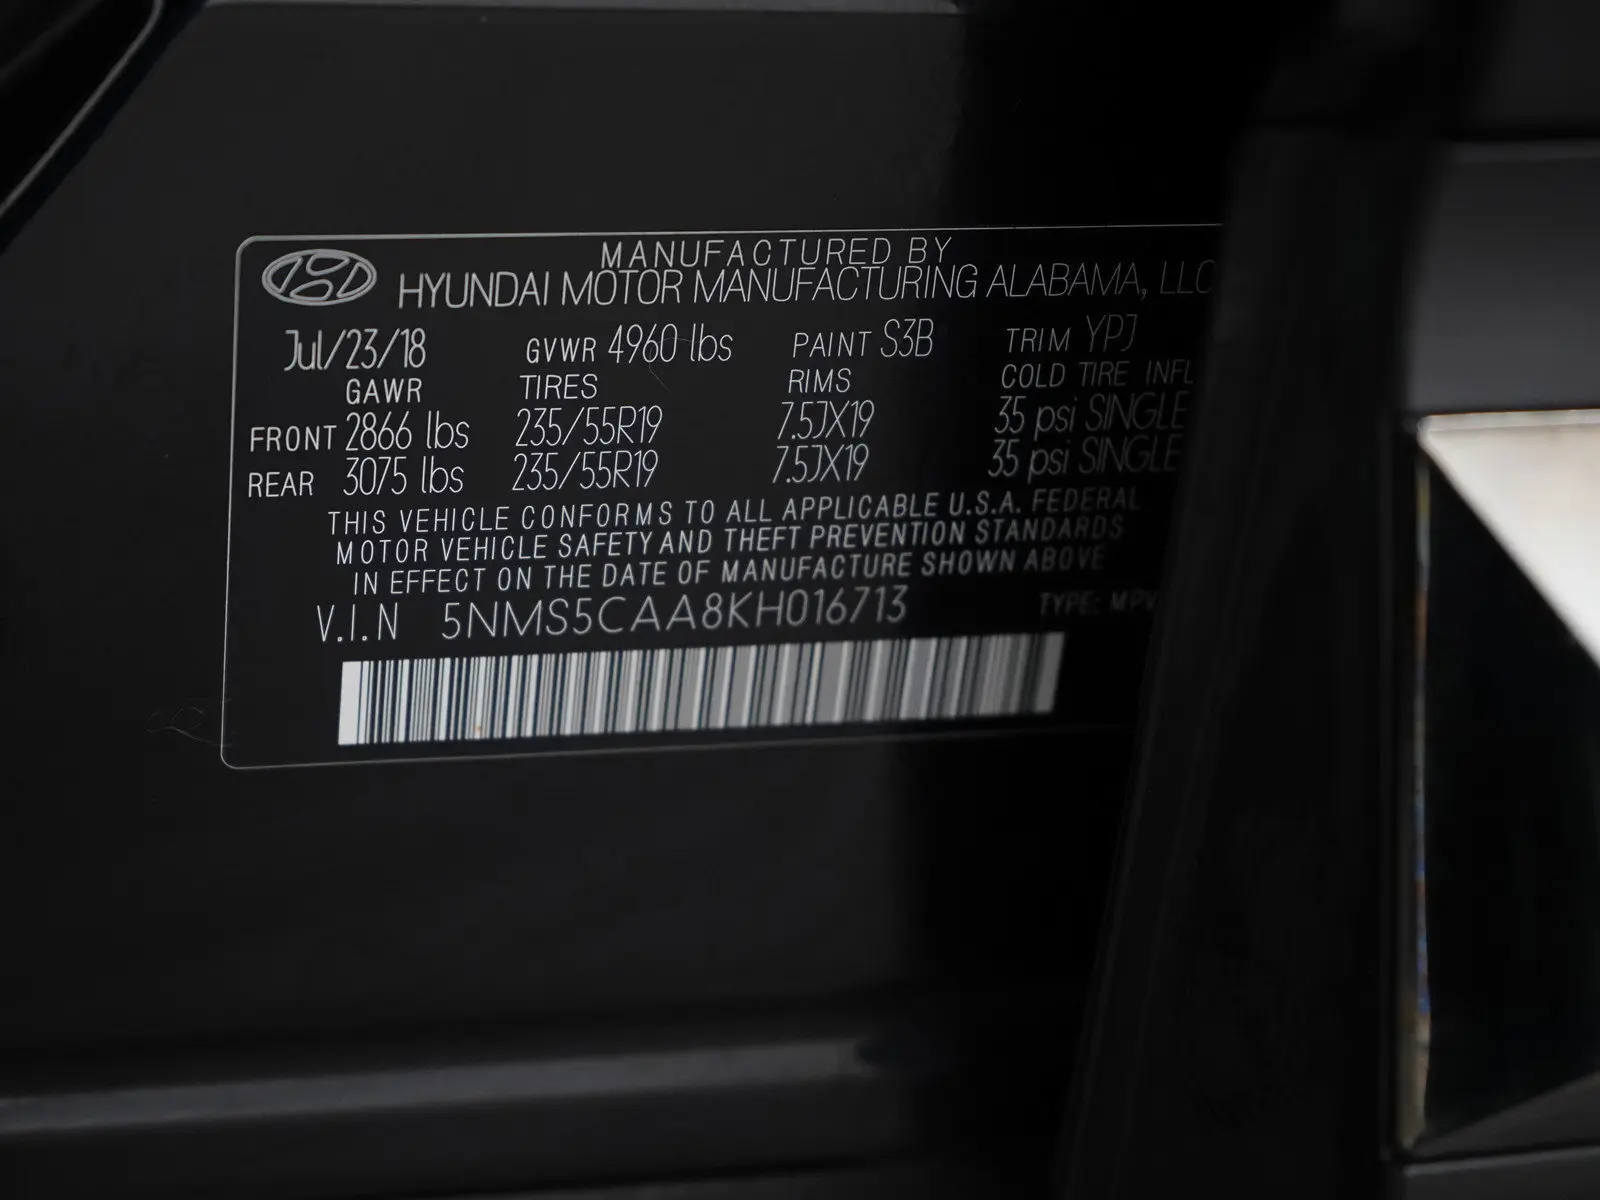 MANUFACTURED BY
HYUNDAI MOTOR MANUFACTURING ALABAMA, LLC
Jul/23/18 GVWR 4960 lbs PAINT S3B TRIM YPJ
GAWR TIRES RIMS COLD TIRE INFL
FRONT 2866 lbs 235/55R19 7.5JX19 35 psi SINGLE
REAR 3075 lbs 235/55R19 7.5JX19 35 psi SINGLE
THIS VEHICLE CONFORMS TO ALL APPLICABLE U.S.A. FEDERAL
MOTOR VEHICLE SAFETY AND THEFT PREVENTION STANDARDS
IN EFFECT ON THE DATE OF MANUFACTURE SHOWN ABOVE
V.I.N 5NMS5CAA8KH016713 TYPE: MPV